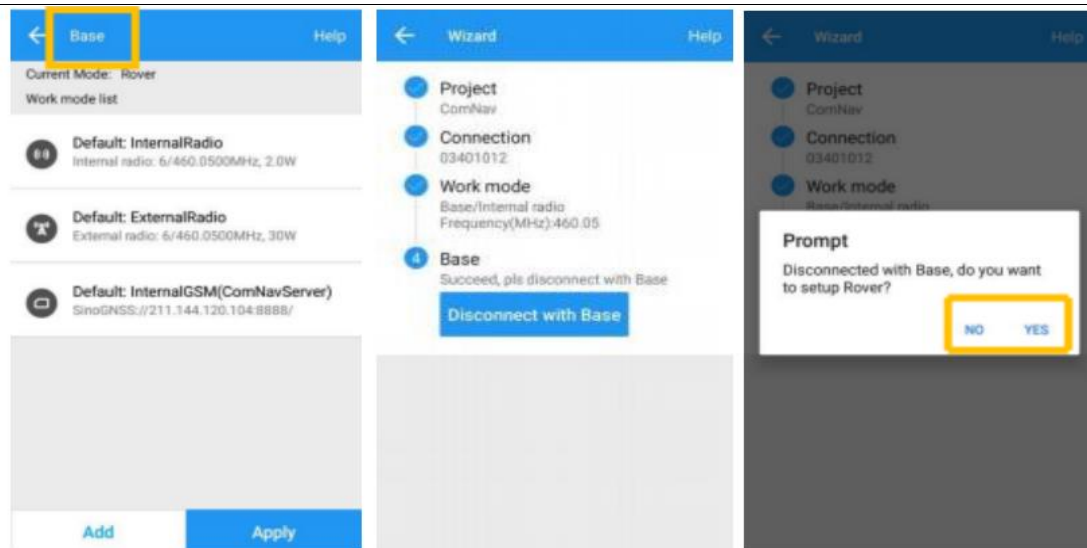 Base
Help
Current Mode: Rover
Work mode list
Default: InternalRadio
Internal radio: 6/460.0500MHz, 2.0W
Default: ExternalRadio
External radio: 6/460.0500MHz, 30W
Default: InternalGSM(ComNavServer)
SinoGNSS://211.144.120.104:8888/
Add
Apply
Wizard
Help
Project
ComNav
Connection
03401012
Work mode
Base/Internal radio
Frequency(MHz):460.05
4
Base
Succeed, pls disconnect with Base
Disconnect with Base
Wizard
Help
Project
ComNav
Connection
03401012
Work mode
Base/Internal radio
Prompt
Disconnected with Base, do you want
to setup Rover?
NO
YES